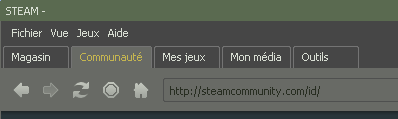 STEAM -
Fichier Vue Jeux Aide
Magasin Communauté Mes jeux Mon média Outils
http://steamcommunity.com/id/